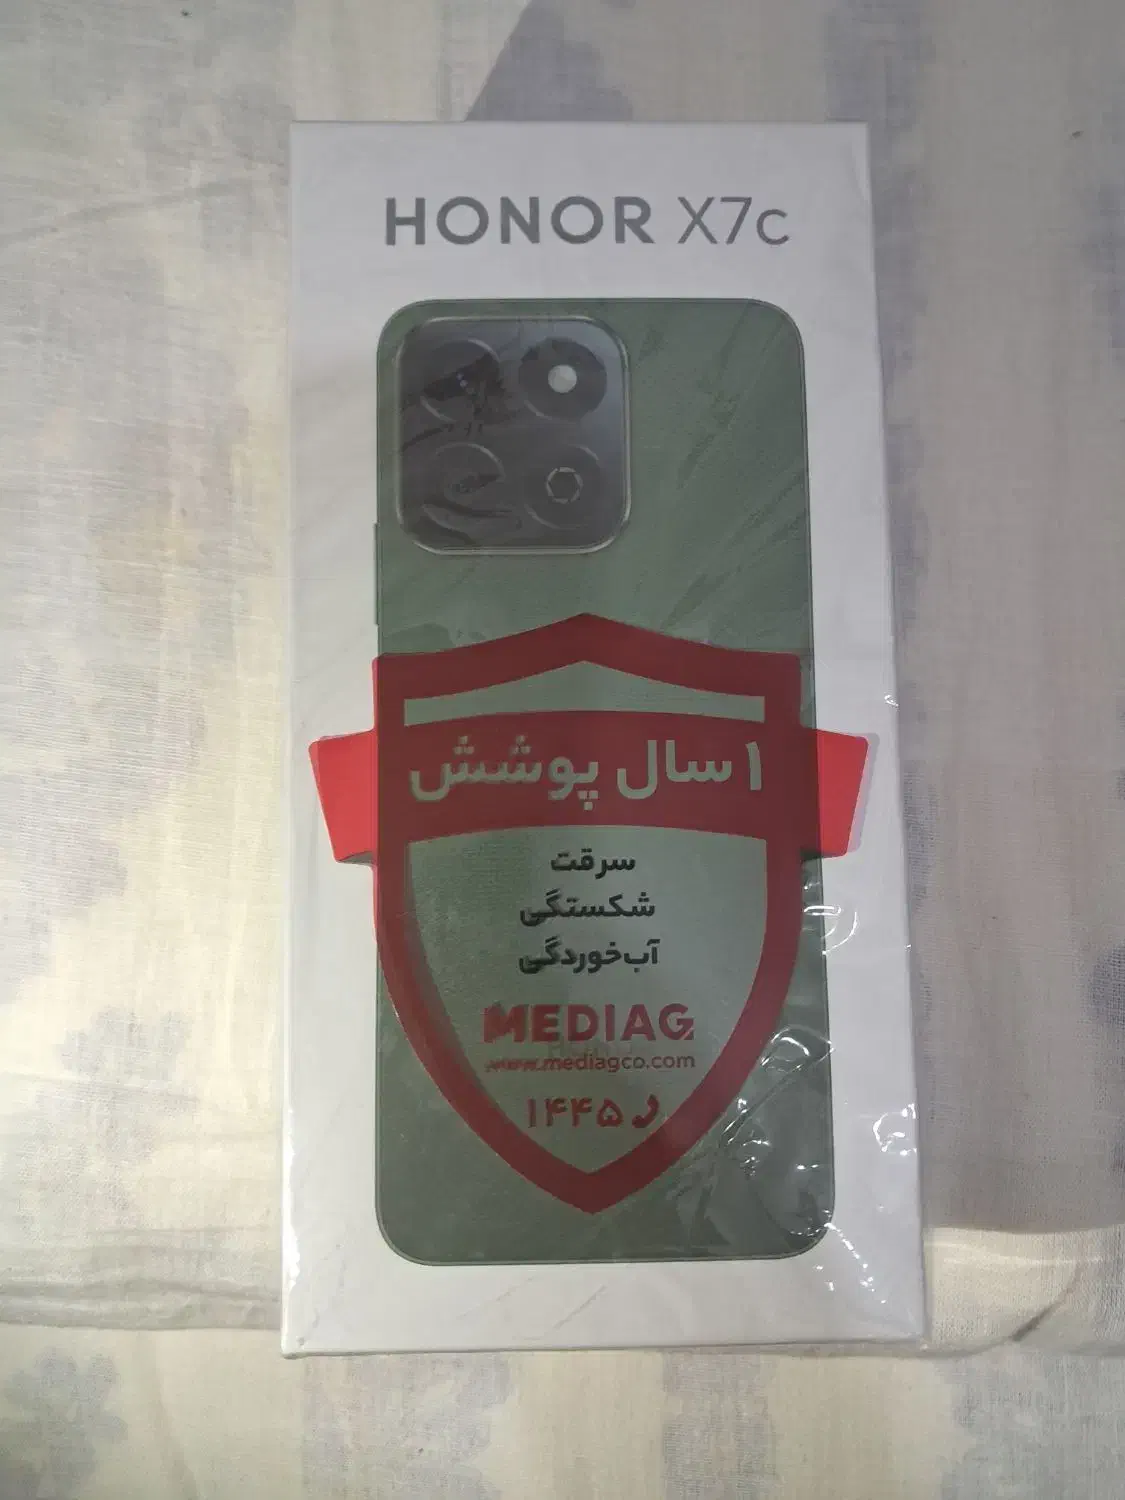 HONOR X7c
۱ سال پوشش
سرقت
شکستگی
آب‌خوردگی
MEDIAG
www.mediagco.com
۱۴۴۵